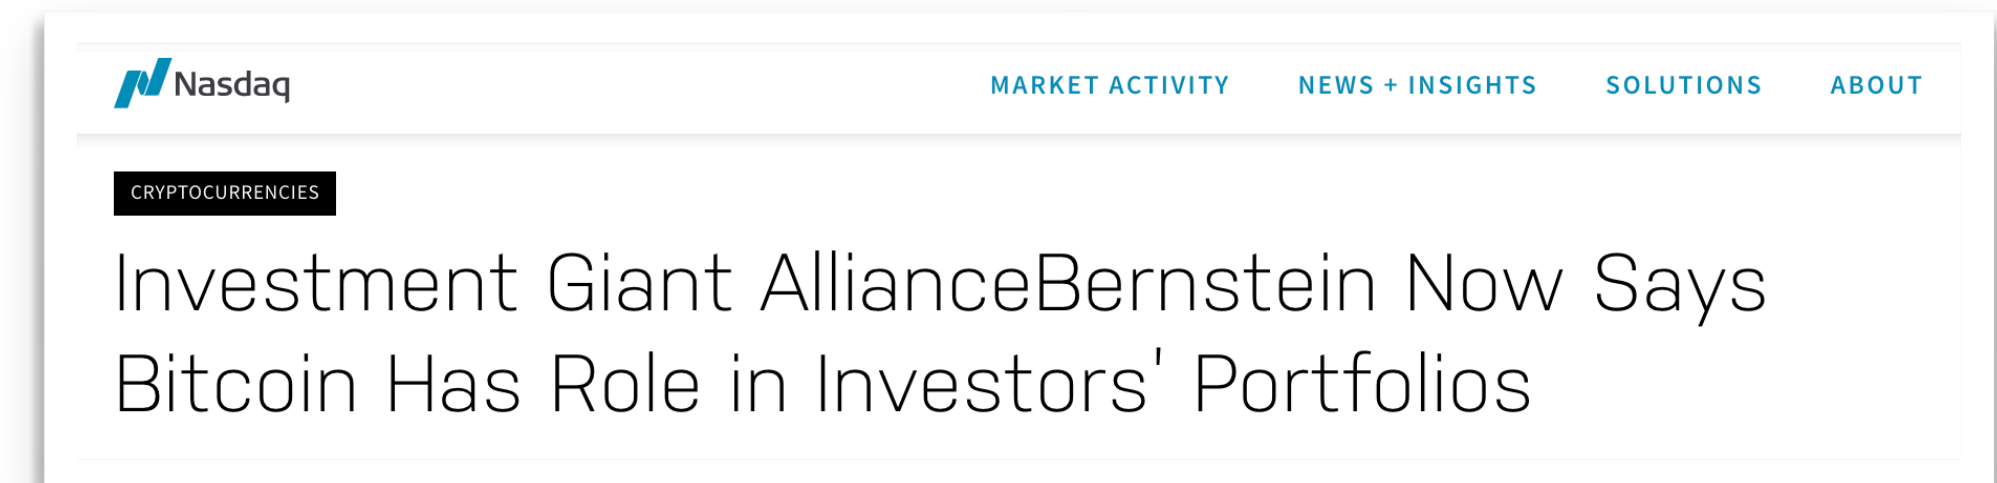 Nasdaq
MARKET ACTIVITY NEWS + INSIGHTS SOLUTIONS ABOUT
CRYPTOCURRENCIES
Investment Giant AllianceBernstein Now Says
Bitcoin Has Role in Investors' Portfolios